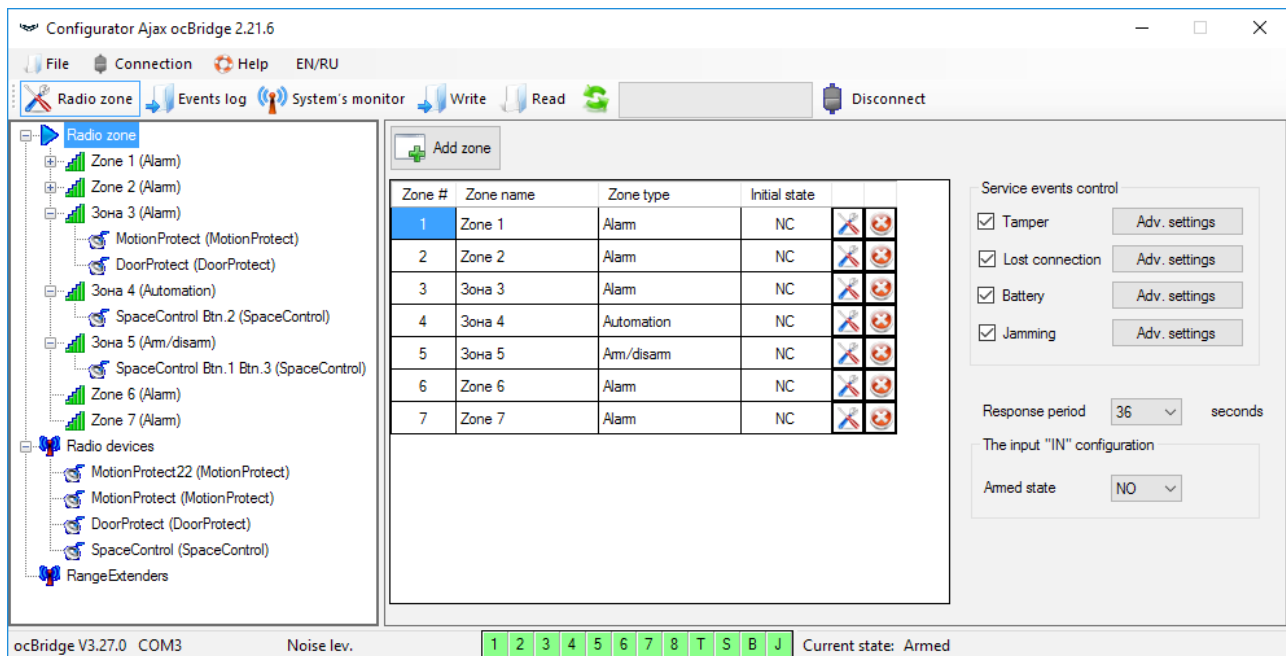 Configurator Ajax ocBridge 2.21.6
File Connection Help EN/RU
Radio zone Events log System's monitor Write Read Disconnect
Radio zone
Zone 1 (Alarm)
Zone 2 (Alarm)
Зона 3 (Alarm)
MotionProtect (MotionProtect)
DoorProtect (DoorProtect)
Зона 4 (Automation)
SpaceControl Btn.2 (SpaceControl)
Зона 5 (Arm/disarm)
SpaceControl Btn.1 Btn.3 (SpaceControl)
Zone 6 (Alarm)
Zone 7 (Alarm)
Radio devices
MotionProtect22 (MotionProtect)
MotionProtect (MotionProtect)
DoorProtect (DoorProtect)
SpaceControl (SpaceControl)
RangeExtenders
Add zone
Zone # Zone name Zone type Initial state
1 Zone 1 Alarm NC
2 Zone 2 Alarm NC
3 Зона 3 Alarm NC
4 Зона 4 Automation NC
5 Зона 5 Arm/disarm NC
6 Zone 6 Alarm NC
7 Zone 7 Alarm NC
Service events control
Tamper Adv. settings
Lost connection Adv. settings
Battery Adv. settings
Jamming Adv. settings
Response period 36 seconds
The input "IN" configuration
Armed state NO
ocBridge V3.27.0 COM3 Noise lev. 1 2 3 4 5 6 7 8 T S B J Current state: Armed